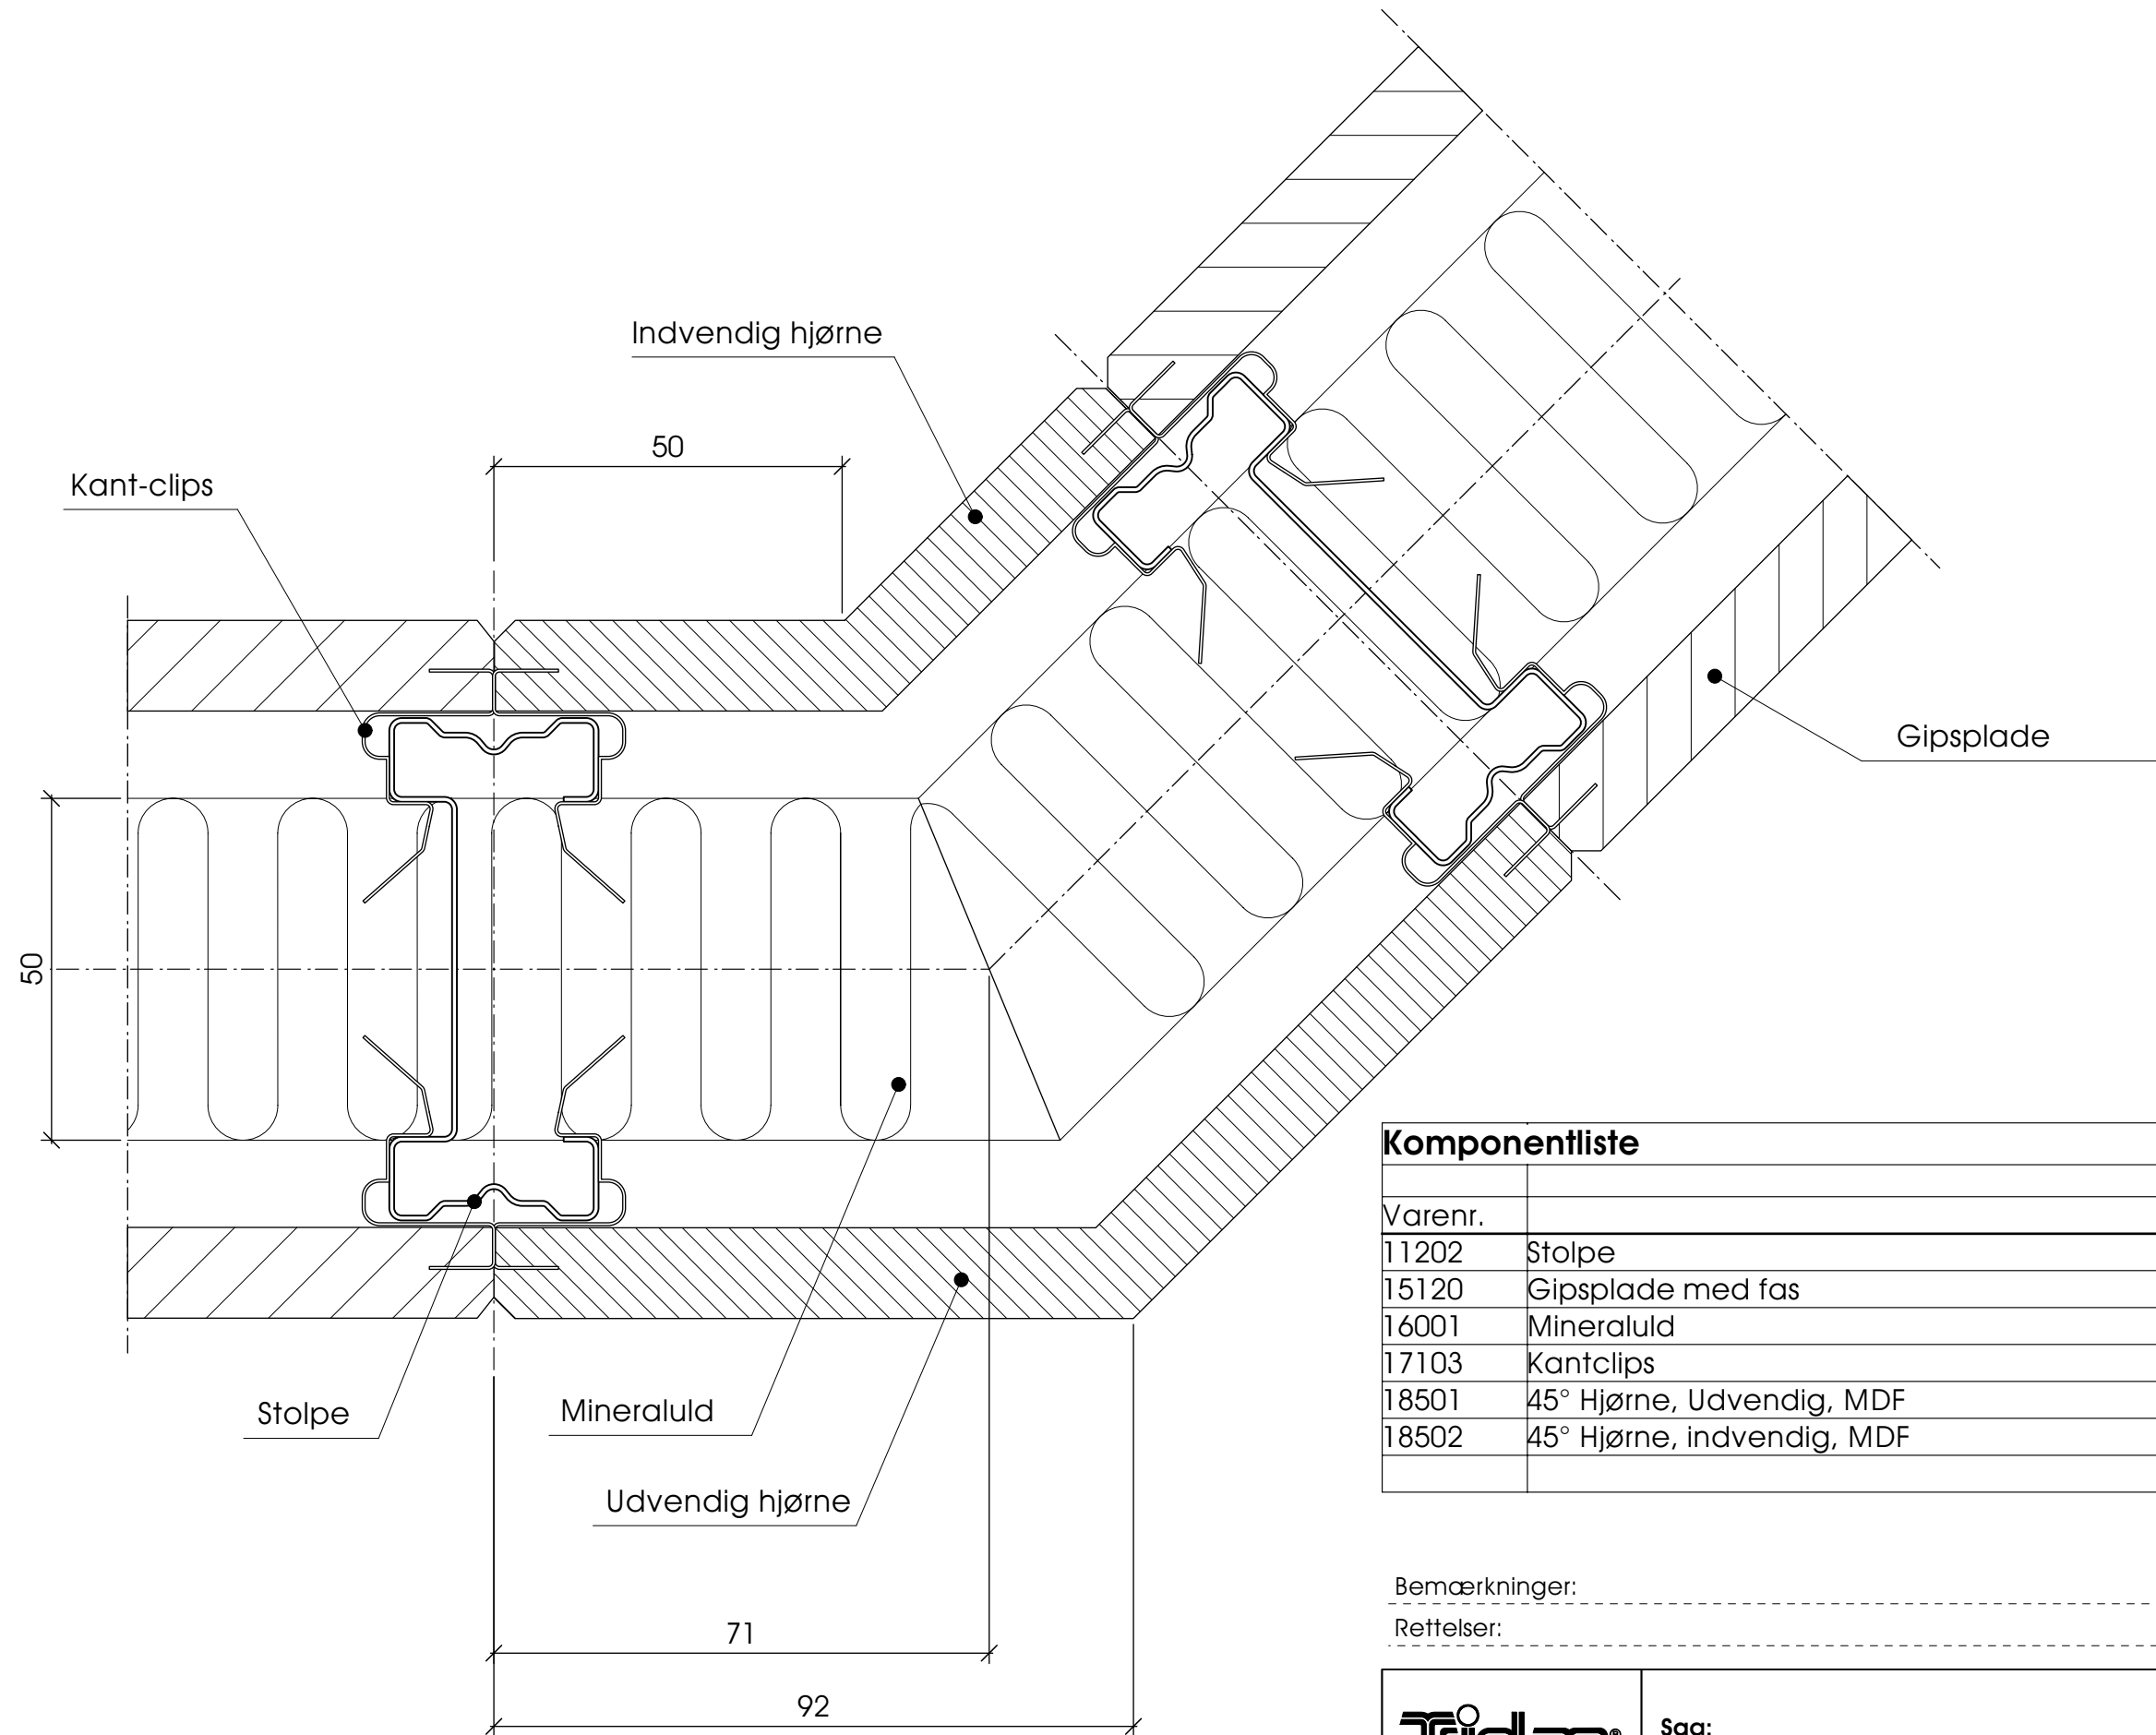 Indvendig hjørne
50
Kant-clips
Gipsplade
50
Komponentliste
Varenr.
11202 Stolpe
15120 Gipsplade med fas
16001 Mineraluld
17103 Kantclips
18501 45° Hjørne, Udvendig, MDF
18502 45° Hjørne, indvendig, MDF
Stolpe
Mineraluld
Udvendig hjørne
Bemærkninger:
Rettelser:
71
92
Sag: